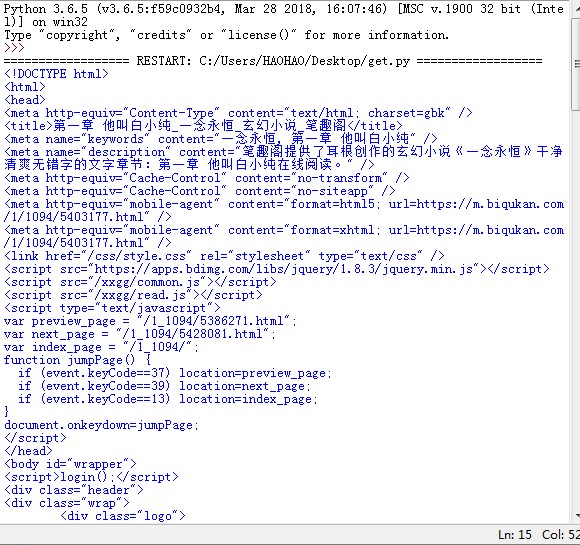 Python 3.6.5 (v3.6.5:f59c0932b4, Mar 28 2018, 16:07:46) [MSC v.1900 32 bit (Inte
l)] on win32
Type "copyright", "credits" or "license()" for more information.
>>>
================== RESTART: C:/Users/HAOHAO/Desktop/get.py ==================
<!DOCTYPE html>
<html>
<head>
<meta http-equiv="Content-Type" content="text/html; charset=gbk" />
<title>第一章 他叫白小纯_一念永恒_玄幻小说_笔趣阁</title>
<meta name="keywords" content="一念永恒, 第一章 他叫白小纯" />
<meta name="description" content="笔趣阁提供了耳根创作的玄幻小说《一念永恒》干净
清爽无错字的文字章节：第一章 他叫白小纯在线阅读。" />
<meta http-equiv="Cache-Control" content="no-transform" />
<meta http-equiv="Cache-Control" content="no-siteapp" />
<meta http-equiv="mobile-agent" content="format=html5; url=https://m.biqukan.com
/1/1094/5403177.html" />
<meta http-equiv="mobile-agent" content="format=xhtml; url=https://m.biqukan.com
/1/1094/5403177.html" />
<link href="/css/style.css" rel="stylesheet" type="text/css" />
<script src="https://apps.bdimg.com/libs/jquery/1.8.3/jquery.min.js"></script>
<script src="/xxgg/common.js"></script>
<script src="/xxgg/read.js"></script>
<script type="text/javascript">
var preview_page = "/1_1094/5386271.html";
var next_page = "/1_1094/5428081.html";
var index_page = "/1_1094/";
function jumpPage() {
  if (event.keyCode==37) location=preview_page;
  if (event.keyCode==39) location=next_page;
  if (event.keyCode==13) location=index_page;
}
document.onkeydown=jumpPage;
</script>
</head>
<body id="wrapper">
<script>login();</script>
<div class="header">
<div class="wrap">
        <div class="logo">
Ln: 15 Col: 52